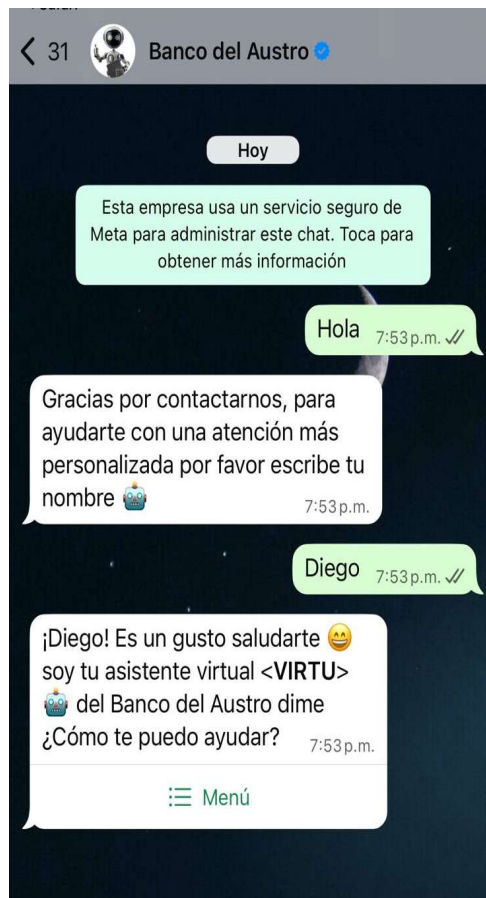 31 Banco del Austro
Hoy
Esta empresa usa un servicio seguro de
Meta para administrar este chat. Toca para
obtener más información
Hola 7:53 p.m.
Gracias por contactarnos, para
ayudarte con una atención más
personalizada por favor escribe tu
nombre 🤖 7:53 p.m.
Diego 7:53 p.m.
¡Diego! Es un gusto saludarte 😄
soy tu asistente virtual <VIRTU>
🤖 del Banco del Austro dime
¿Cómo te puedo ayudar? 7:53 p.m.
Menú